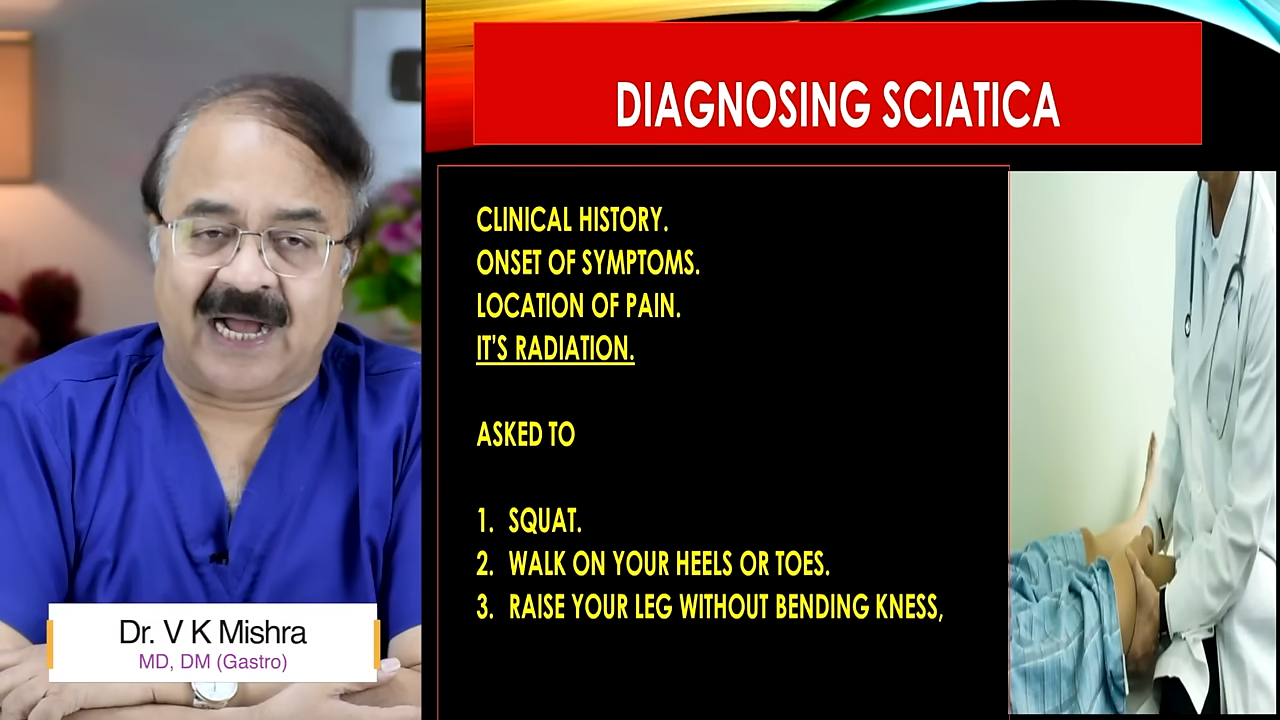 DIAGNOSING SCIATICA
CLINICAL HISTORY.
ONSET OF SYMPTOMS.
LOCATION OF PAIN.
IT'S RADIATION.
ASKED TO
1. SQUAT.
2. WALK ON YOUR HEELS OR TOES.
3. RAISE YOUR LEG WITHOUT BENDING KNESS,
Dr. V K Mishra
MD, DM (Gastro)